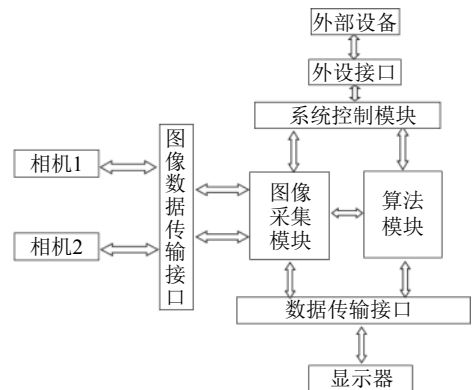 外部设备
外设接口
系统控制模块
相机1
相机2
图像数据传输接口
图像
采集
模块
算法
模块
数据传输接口
显示器